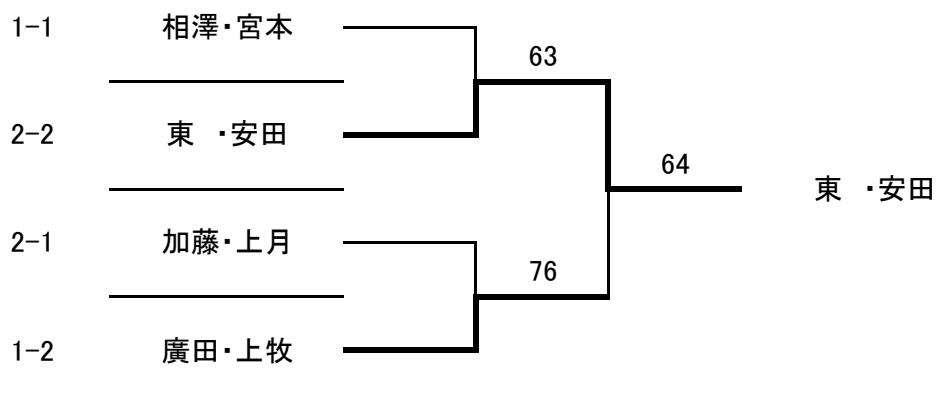 1-1 相澤・宮本
63
2-2 東　・安田
64
東　・安田
2-1 加藤・上月
76
1-2 廣田・上牧